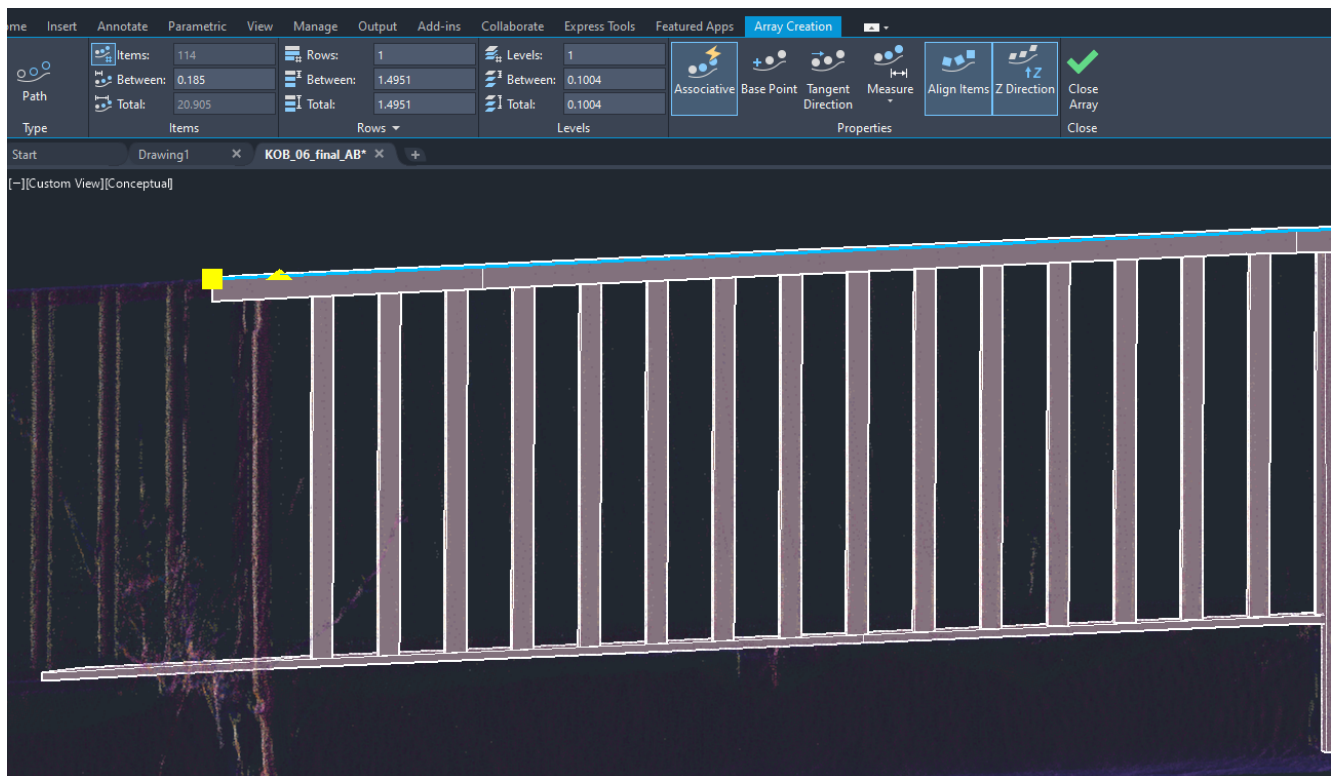 ome Insert Annotate Parametric View Manage Output Add-ins Collaborate Express Tools Featured Apps Array Creation
Items: 114 Rows: 1 Levels: 1
Between: 0.185 Between: 1.4951 Between: 0.1004
Total: 20.905 Total: 1.4951 Total: 0.1004
Path Associative Base Point Tangent Direction Measure Align Items Z Direction Close Array
Z
Type Items Rows Levels Properties Close
Start Drawing1 KOB_06_final_AB*
[−][Custom View][Conceptual]